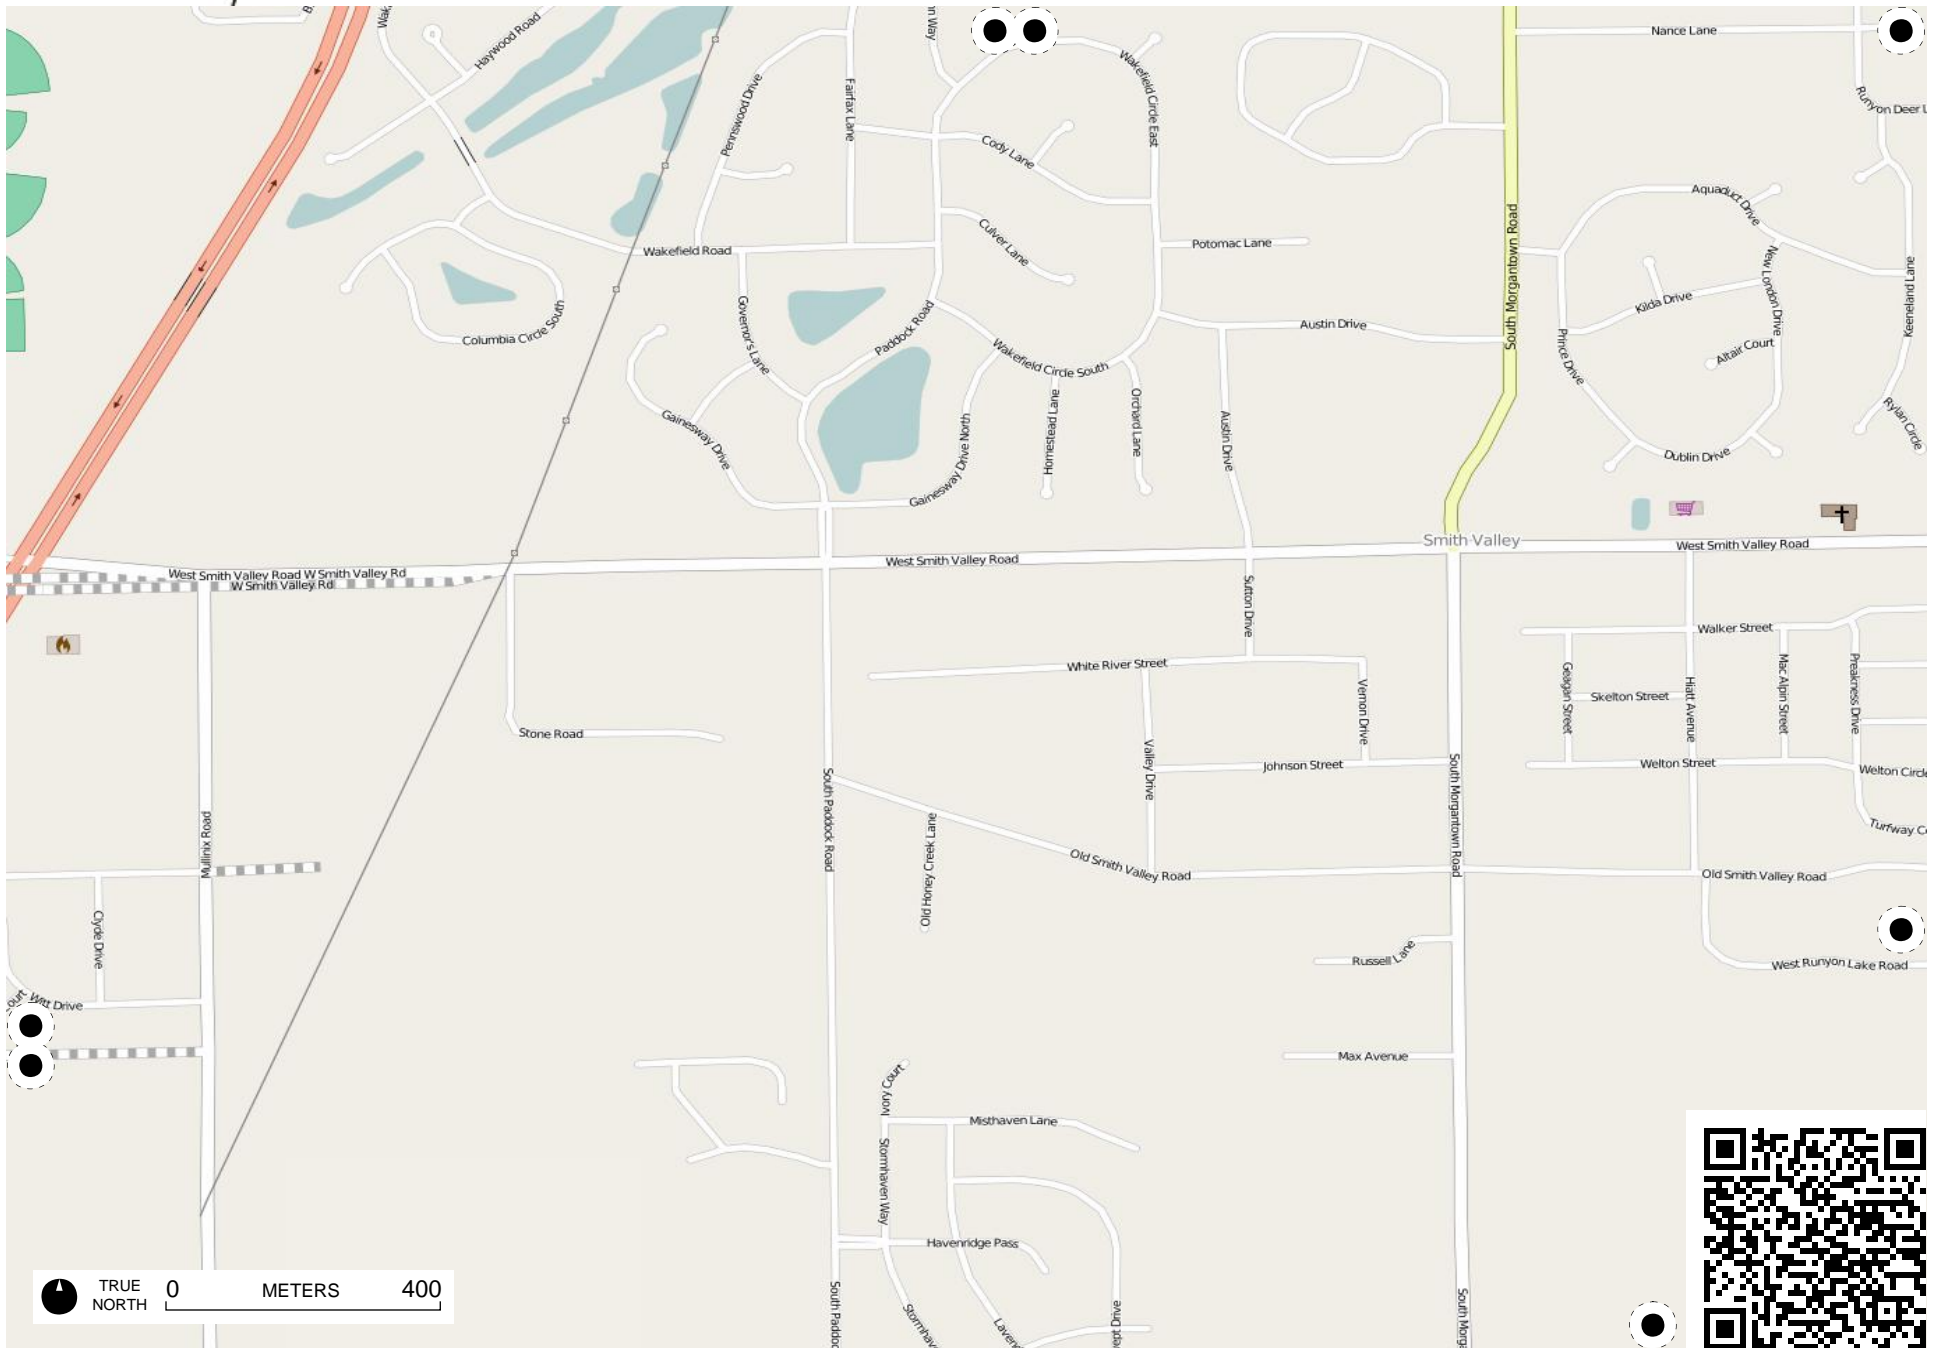 Haywood Road
Nance Lane
Wakefield Circle East
Pennswood Drive
Fairfax Lane
Runyon Deer
Cody Lane
Aquaduct Drive
Culver Lane
Potomac Lane
South Morgantown Road
Wakefield Road
New London Drive
Keeneland Lane
Kilda Drive
Governor's Lane
Paddock Road
Columbia Circle South
Austin Drive
Wakefield Circle South
Prince Drive
Altair Court
Gainesway Drive
Gainesway Drive North
Homestead Lane
Orchard Lane
Austin Drive
Rylan Circle
Dublin Drive
Smith Valley
West Smith Valley Road W Smith Valley Rd
W Smith Valley Rd
West Smith Valley Road
West Smith Valley Road
Sutton Drive
Walker Street
White River Street
Geagan Street
Skelton Street
Hiatt Avenue
Mac Alpin Street
Preakness Drive
Vernon Drive
Stone Road
Valley Drive
Johnson Street
Welton Street
Welton Circle
South Morgantown Road
South Paddock Road
Mullinix Road
Old Honey Creek Lane
Turfway
Old Smith Valley Road
Old Smith Valley Road
Clyde Drive
Russell Lane
West Runyon Lake Road
Witt Drive
Max Avenue
Ivory Court
Misthaven Lane
Stormhaven Way
Havenridge Pass
TRUE
NORTH
0 METERS 400